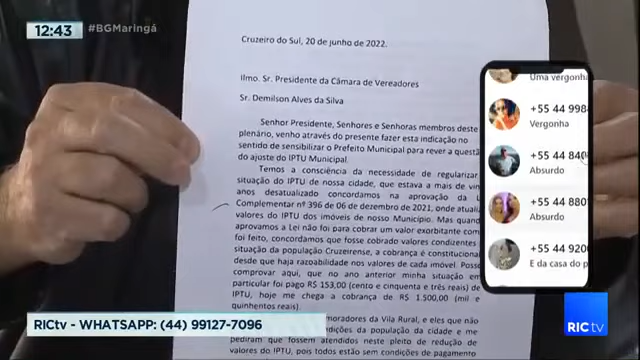 12:43
#BGMaringá
Cruzeiro do Sul, 20 de junho de 2022.
Ilmo. Sr. Presidente da Câmara de Vereadores
Sr. Demilson Alves da Silva
Senhor Presidente, Senhores e Senhoras membros deste
plenário, venho através do presente fazer esta indicação no
sentido de sensibilizar o Prefeito Municipal para rever a questã
do ajuste do IPTU Municipal.
Temos a consciência da necessidade de regularizar
situação do IPTU de nossa cidade, que estava a mais de vin
anos desatualizado concordamos na aprovação da L
Complementar nº 396 de 06 de dezembro de 2021, onde atuali
valores do IPTU dos imóveis de nosso Município. Mas quand
aprovamos a Lei não foi para cobrar um valor exorbitante com
foi feito, concordamos que fosse cobrado valores condizentes
situação da população Cruzeirense, a cobrança é constitucional
desde que haja razoabilidade nos valores de cada imóvel. Posso
comprovar aqui, que no ano anterior minha situação em
particular foi pago R$ 153,00 (cento e cinquenta e três reais) de
IPTU, hoje me chega a cobrança de R$ 1.500,00 (mil e
quinhentos reais).
moradores da Vila Rural, e eles que não
dições da população da cidade e me
pediram que fossem atendidos neste pleito de redução de
valores do IPTU, pois todos estão sem condições de pagamento
Uma vergonha
+55 44 998
Vergonha
+55 44 840
Absurdo
+55 44 880
Absurdo
+55 44 920
E da casa do p
RICtv - WHATSAPP: (44) 99127-7096
RIC tv